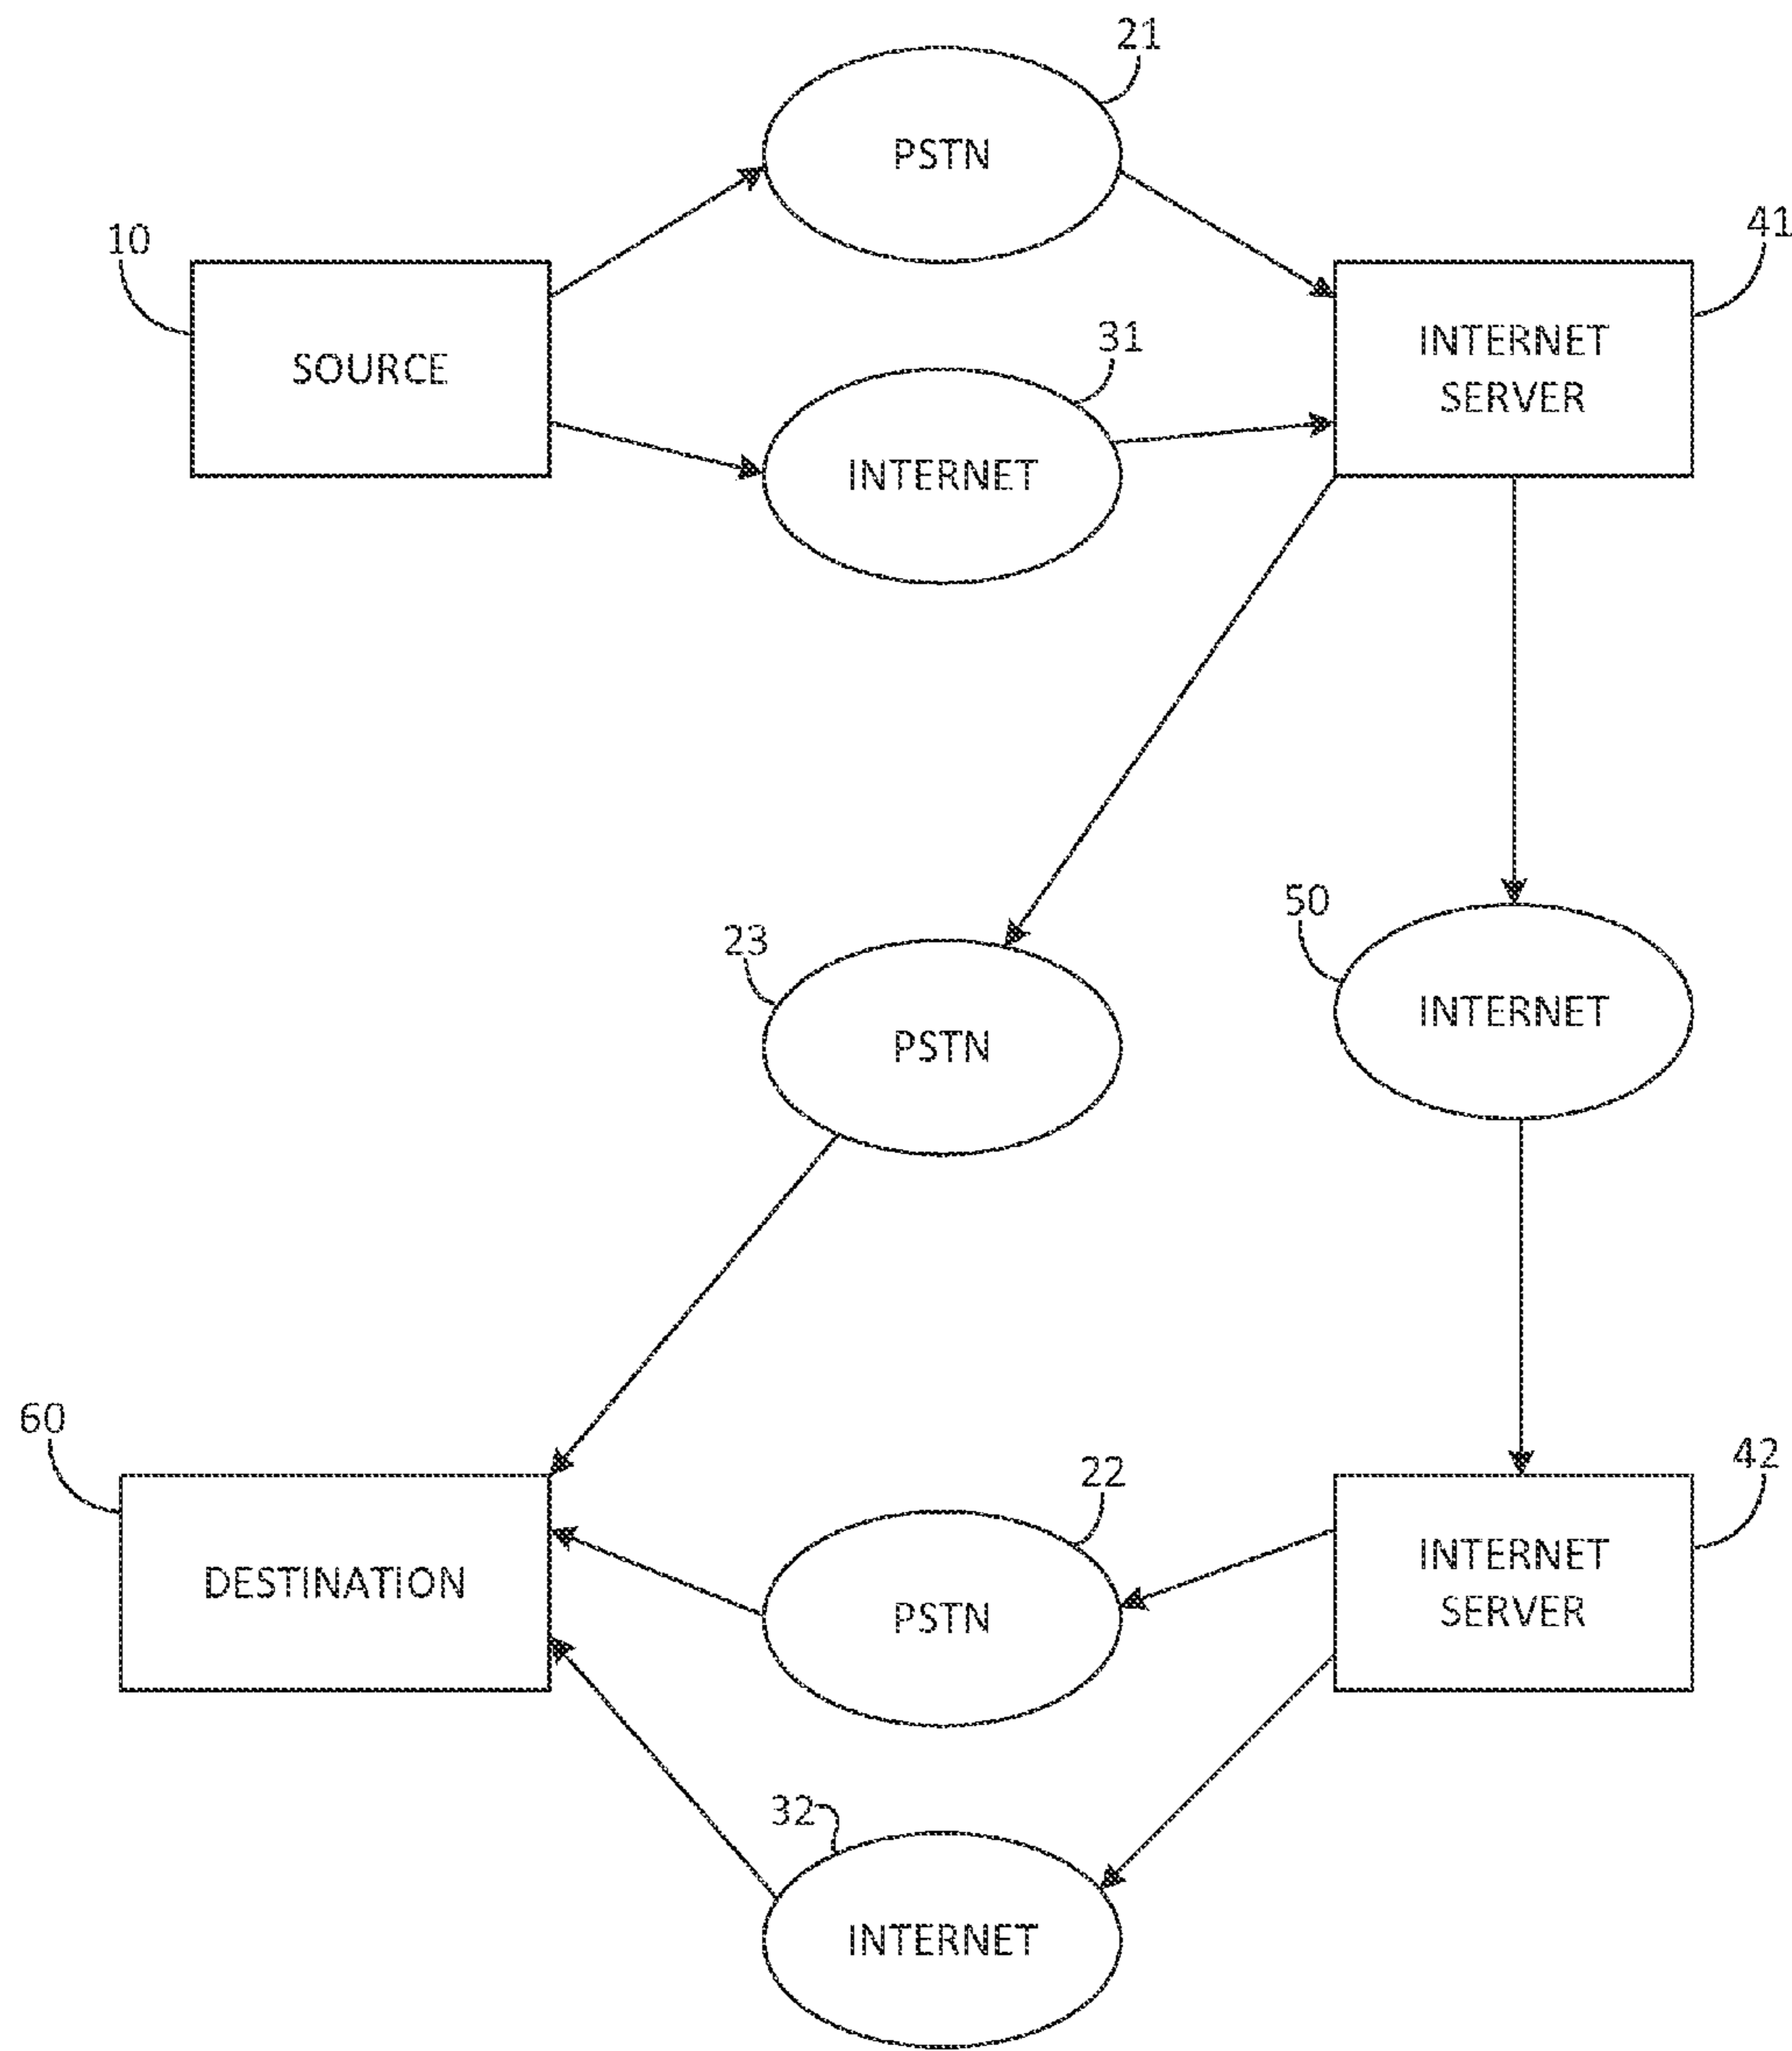 21
PSTN
10
41
SOURCE
31
INTERNET
SERVER
INTERNET
50
23
INTERNET
PSTN
60
42
22
DESTINATION
INTERNET
SERVER
PSTN
32
INTERNET